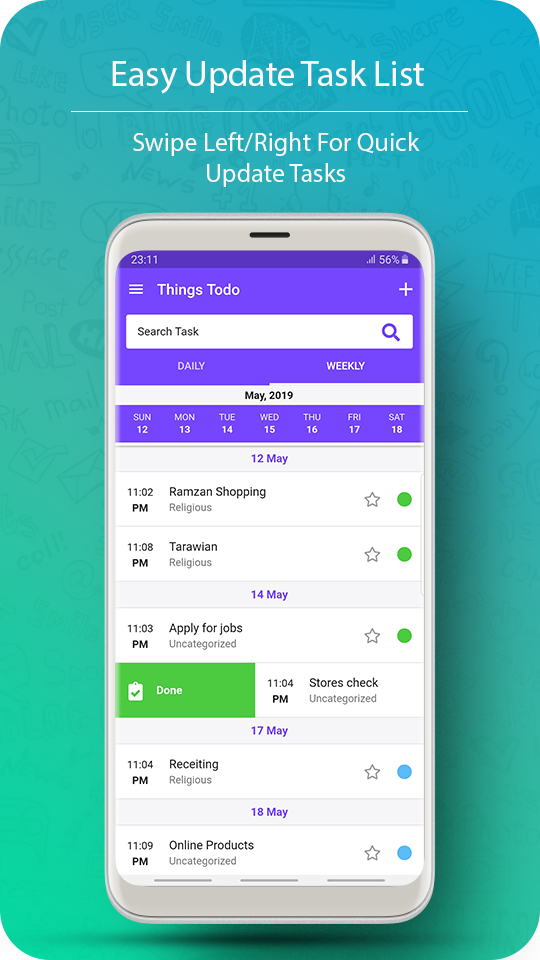 Easy Update Task List
Swipe Left/Right For Quick
Update Tasks
23:11 56%
Things Todo
Search Task
DAILY WEEKLY
May, 2019
SUN MON TUE WED THU FRI SAT
12 13 14 15 16 17 18
12 May
11:02 PM Ramzan Shopping
Religious
11:08 PM Tarawian
Religious
14 May
11:03 PM Apply for jobs
Uncategorized
Done 11:04 PM Stores check
Uncategorized
17 May
11:04 PM Receiting
Religious
18 May
11:09 PM Online Products
Uncategorized